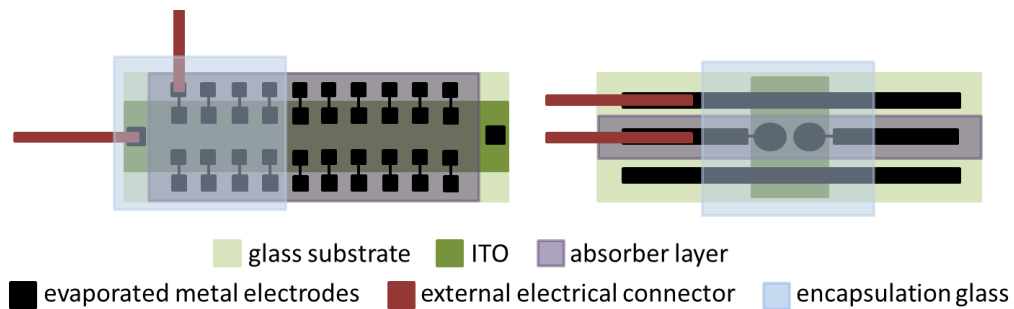 glass substrate ITO absorber layer
evaporated metal electrodes external electrical connector encapsulation glass